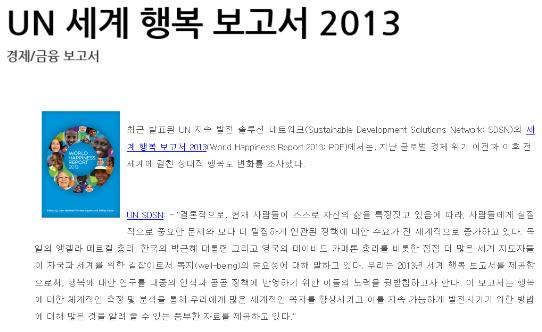 UN 세계 행복 보고서 2013
경제/금융 보고서
WORLD
HAPPINESS
REPORT
2013
최근 발표된 UN 지속 발전 솔루션 네트워크(Sustainable Development Solutions Network: SDSN)의 세
계 행복 보고서 2013(World Happiness Report 2013: PDF)에서는, 지난 글로벌 경제 위기 이전과 이후 전
세계에 걸친 상대적 행복도 변화를 조사했다.
UN SDSN: - "결론적으로, 현재 사람들이 스스로 자신의 삶을 특징짓고 있음에 따라, 사람들에게 실질
적으로 중요한 문제와 보다 더 밀접하게 연관된 정책에 대한 수요가 전 세계적으로 증가하고 있다. 독
일의 앵겔라 메르켈 총리, 한국의 박근혜 대통령 그리고 영국의 데이비드 카메론 총리를 비롯한 점점 더 많은 세계 지도자들
이 자국과 세계를 위한 길잡이로서 복지(well-being)의 중요성에 대해 말하고 있다. 우리는 2013년 세계 행복 보고서를 제공함
으로써, 행복에 대한 연구를 대중의 인식과 공공 정책에 반영하기 위한 이들의 노력을 뒷받침하고자 한다. 이 보고서는 행복
에 대한 체계적인 측정 및 분석을 통해 우리에게 많은 세계적인 복지를 향상시키고 이를 지속 가능하게 발전시키기 위한 방법
에 대해 많은 것을 알려 줄 수 있는 풍부한 자료를 제공하고 있다."